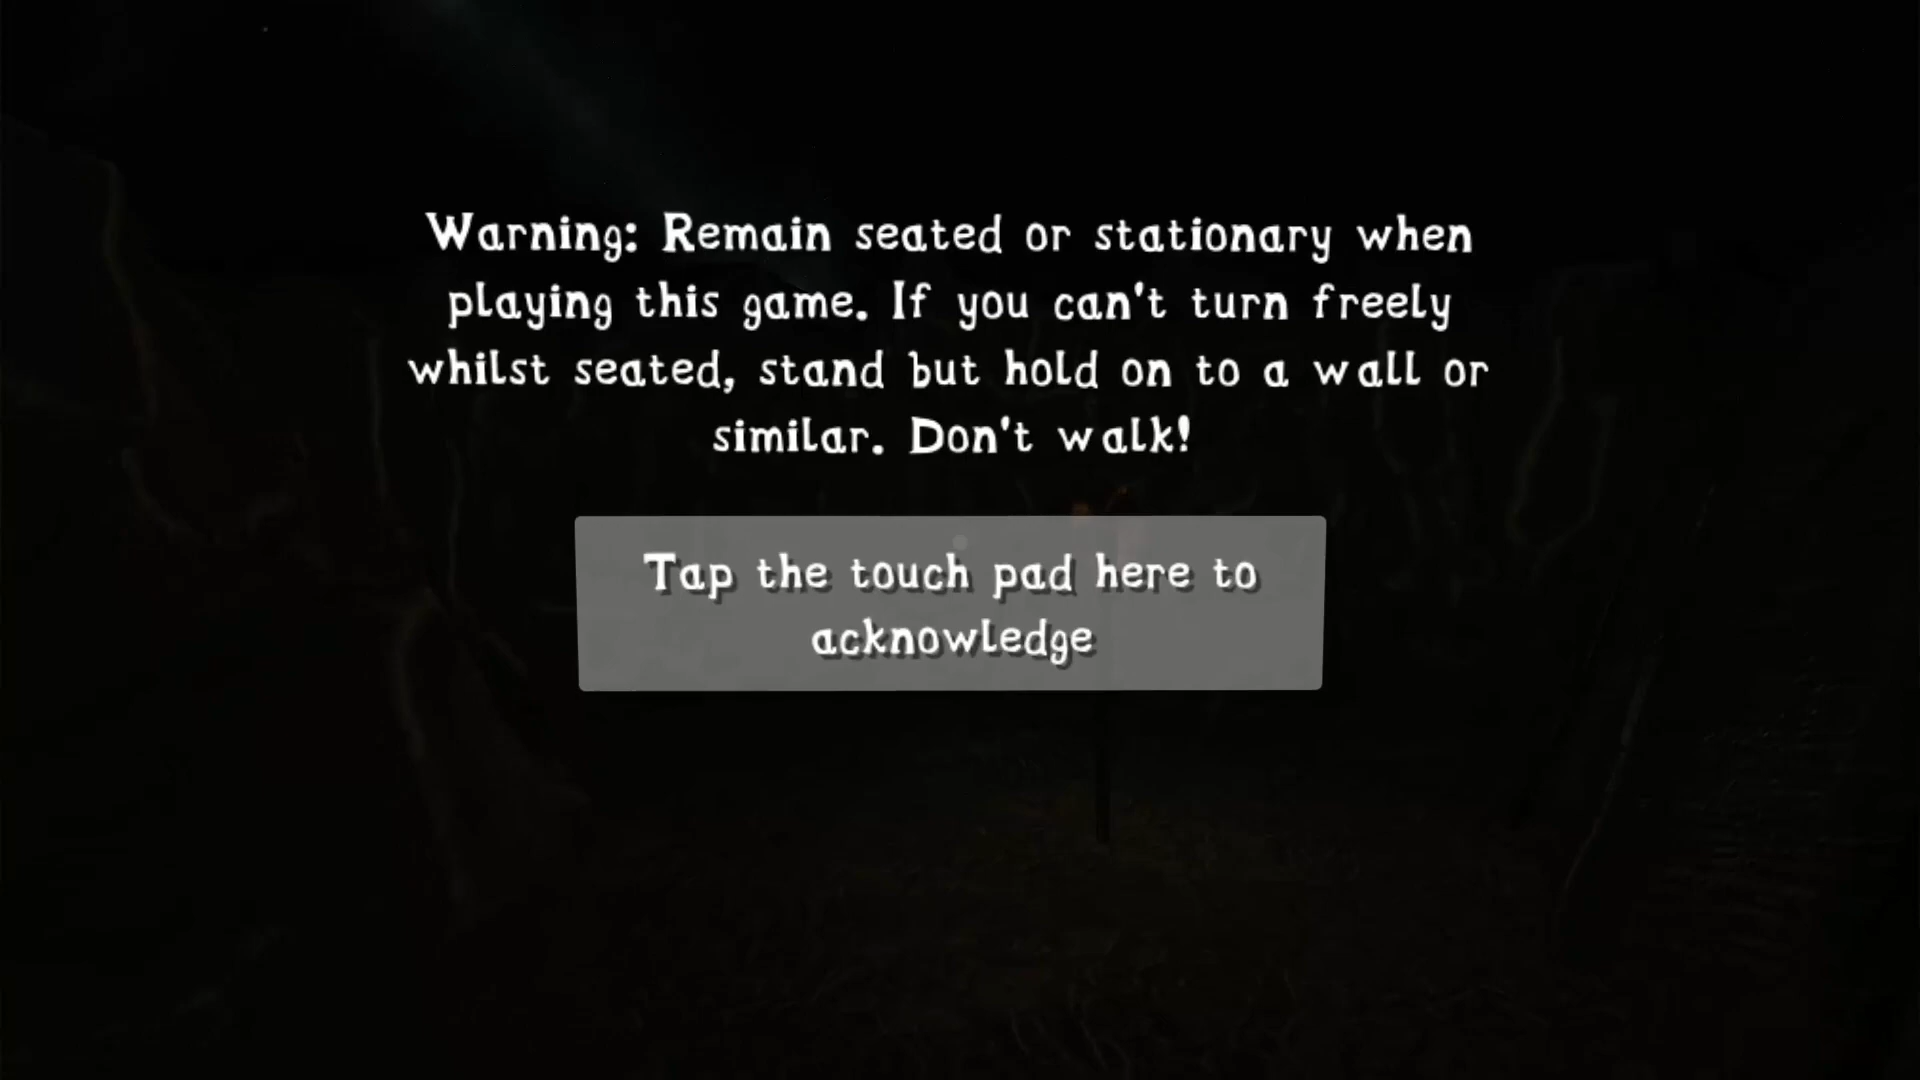 Warning: Remain seated or stationary when
playing this game. If you can't turn freely
whilst seated, stand but hold on to a wall or
similar. Don't walk!
Tap the touch pad here to
acknowledge